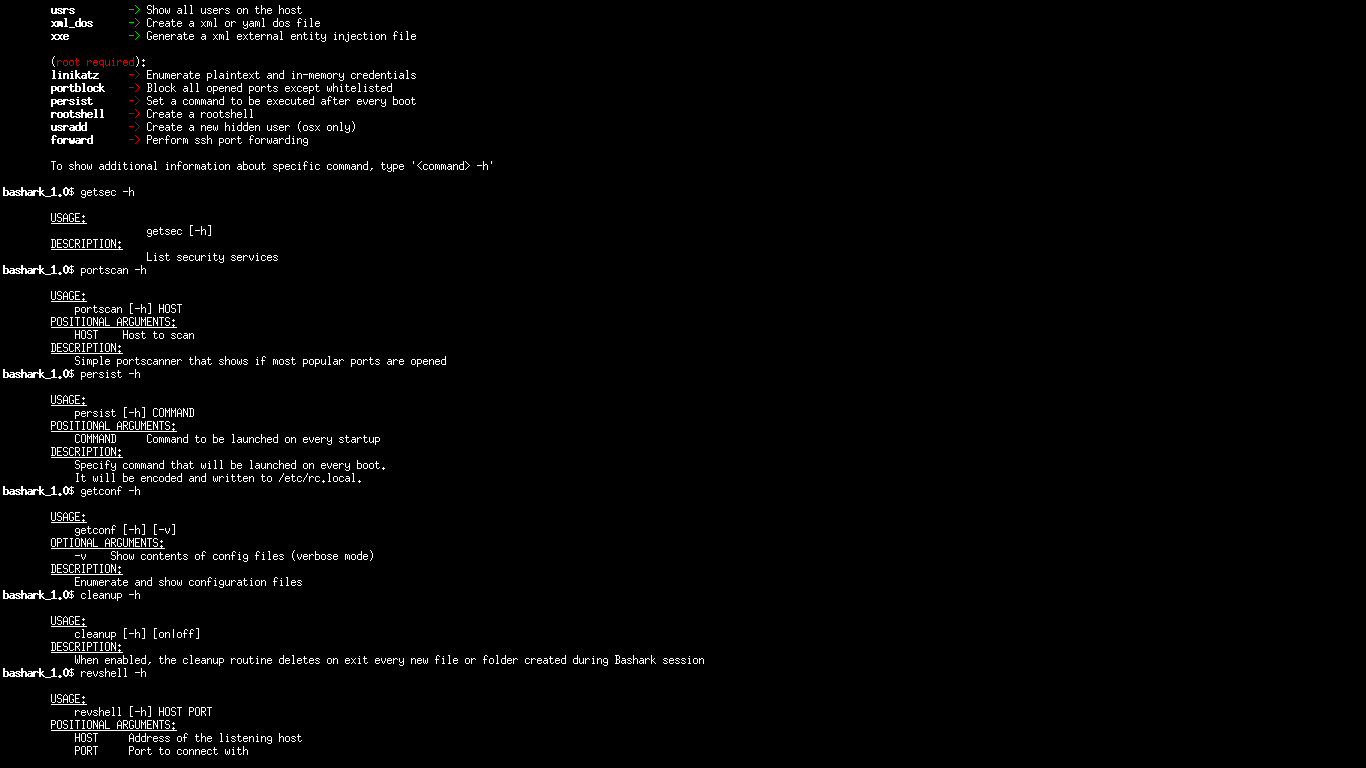 usrs -> Show all users on the host
xml_dos -> Create a xml or yaml dos file
xxe -> Generate a xml external entity injection file
(root required):
linikatz -> Enumerate plaintext and in-memory credentials
portblock -> Block all opened ports except whitelisted
persist -> Set a command to be executed after every boot
rootshell -> Create a rootshell
usradd -> Create a new hidden user (osx only)
forward -> Perform ssh port forwarding
To show additional information about specific command, type '<command> -h'
bashark_1.0$ getsec -h
USAGE:
getsec [-h]
DESCRIPTION:
List security services
bashark_1.0$ portscan -h
USAGE:
portscan [-h] HOST
POSITIONAL ARGUMENTS:
HOST Host to scan
DESCRIPTION:
Simple portscanner that shows if most popular ports are opened
bashark_1.0$ persist -h
USAGE:
persist [-h] COMMAND
POSITIONAL ARGUMENTS:
COMMAND Command to be launched on every startup
DESCRIPTION:
Specify command that will be launched on every boot.
It will be encoded and written to /etc/rc.local.
bashark_1.0$ getconf -h
USAGE:
getconf [-h] [-v]
OPTIONAL ARGUMENTS:
-v Show contents of config files (verbose mode)
DESCRIPTION:
Enumerate and show configuration files
bashark_1.0$ cleanup -h
USAGE:
cleanup [-h] [on|off]
DESCRIPTION:
When enabled, the cleanup routine deletes on exit every new file or folder created during Bashark session
bashark_1.0$ revshell -h
USAGE:
revshell [-h] HOST PORT
POSITIONAL ARGUMENTS:
HOST Address of the listening host
PORT Port to connect with